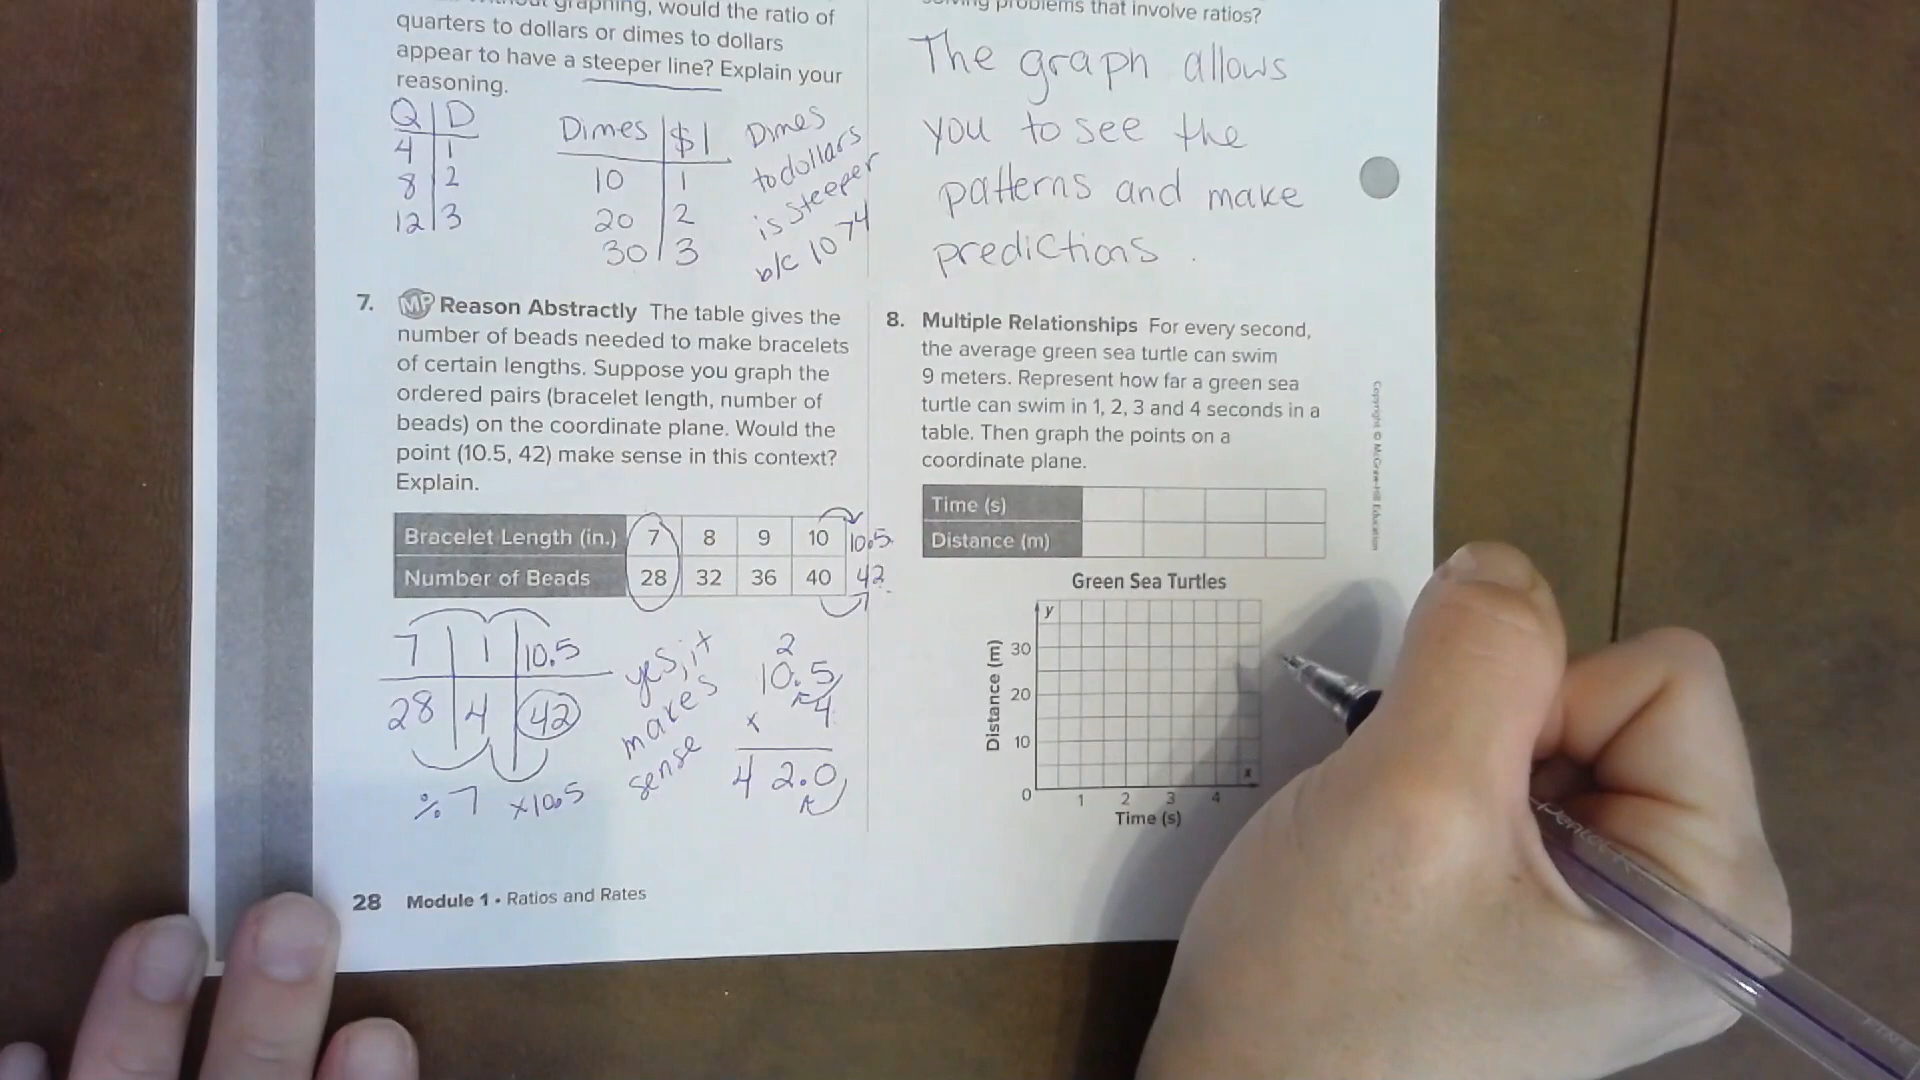 graphing, would the ratio of
quarters to dollars or dimes to dollars
appear to have a steeper line? Explain your
reasoning.
Q D
4 1
8 2
12 3
Dimes $1
10 1
20 2
30 3
Dimes
to dollars
is steeper
b/c 10 > 4
solving problems that involve ratios?
The graph allows
you to see the
patterns and make
predictions.
7. MP Reason Abstractly The table gives the
number of beads needed to make bracelets
of certain lengths. Suppose you graph the
ordered pairs (bracelet length, number of
beads) on the coordinate plane. Would the
point (10.5, 42) make sense in this context?
Explain.
Bracelet Length (in.) 7 8 9 10 10.5
Number of Beads 28 32 36 40 42
7 1 10.5
28 4 42
÷7 ×10.5
yes, it
makes
sense
2
10.5
× 4
42.0
8. Multiple Relationships For every second,
the average green sea turtle can swim
9 meters. Represent how far a green sea
turtle can swim in 1, 2, 3 and 4 seconds in a
table. Then graph the points on a
coordinate plane.
Time (s)
Distance (m)
Green Sea Turtles
y
Distance (m)
30
20
10
0 1 2 3 4
x
Time (s)
Copyright © McGraw-Hill Education
28 Module 1 • Ratios and Rates